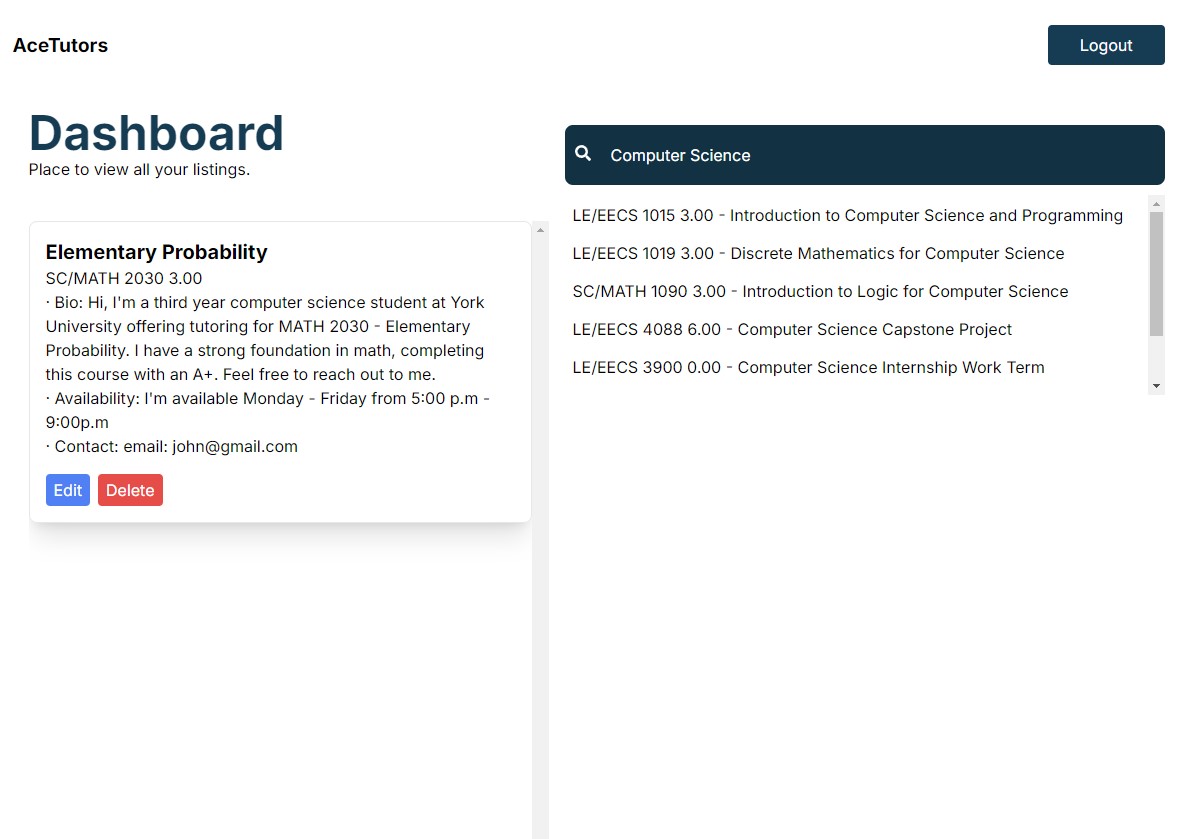 AceTutors
Logout
Dashboard
Place to view all your listings.
Computer Science
LE/EECS 1015 3.00 - Introduction to Computer Science and Programming
LE/EECS 1019 3.00 - Discrete Mathematics for Computer Science
SC/MATH 1090 3.00 - Introduction to Logic for Computer Science
LE/EECS 4088 6.00 - Computer Science Capstone Project
LE/EECS 3900 0.00 - Computer Science Internship Work Term
Elementary Probability
SC/MATH 2030 3.00
· Bio: Hi, I'm a third year computer science student at York
University offering tutoring for MATH 2030 - Elementary
Probability. I have a strong foundation in math, completing
this course with an A+. Feel free to reach out to me.
· Availability: I'm available Monday - Friday from 5:00 p.m -
9:00p.m
· Contact: email: john@gmail.com
Edit
Delete